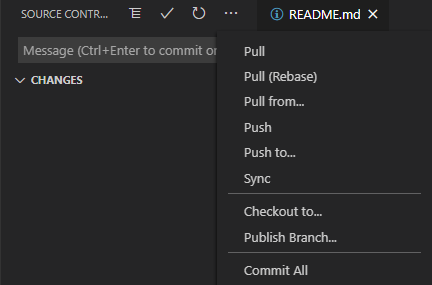 SOURCE CONTR...
README.md
Message (Ctrl+Enter to commit or
CHANGES
Pull
Pull (Rebase)
Pull from...
Push
Push to...
Sync
Checkout to...
Publish Branch...
Commit All